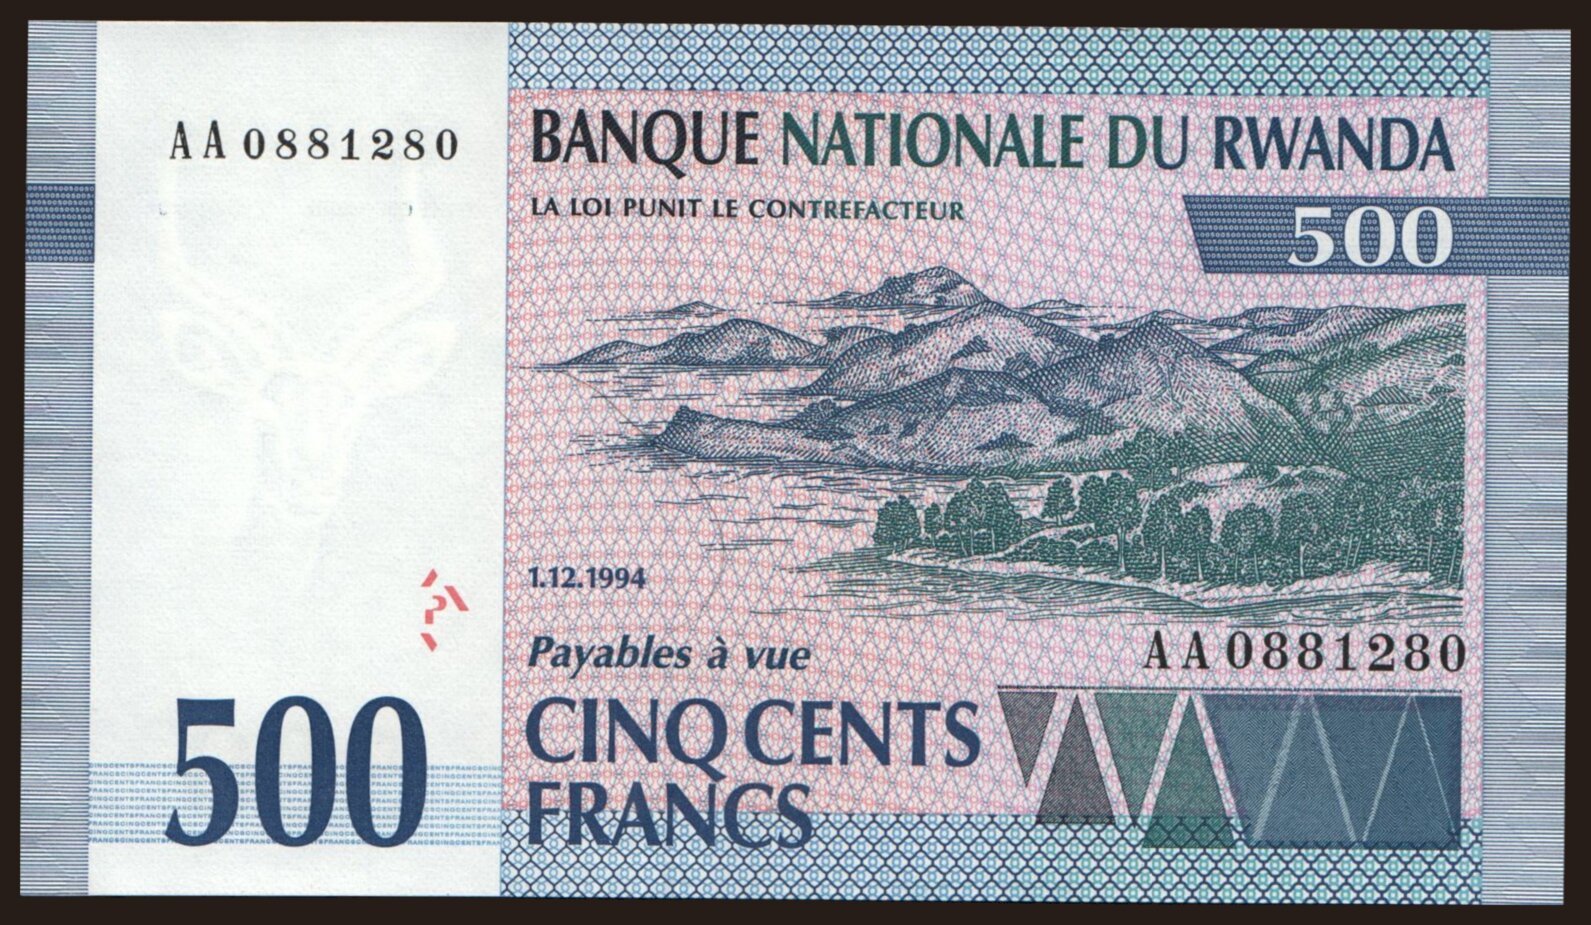 AA0881280
BANQUE NATIONALE DU RWANDA
LA LOI PUNIT LE CONTREFACTEUR
500
1.12.1994
Payables à vue
AA0881280
CINQ CENTS
FRANCS
500